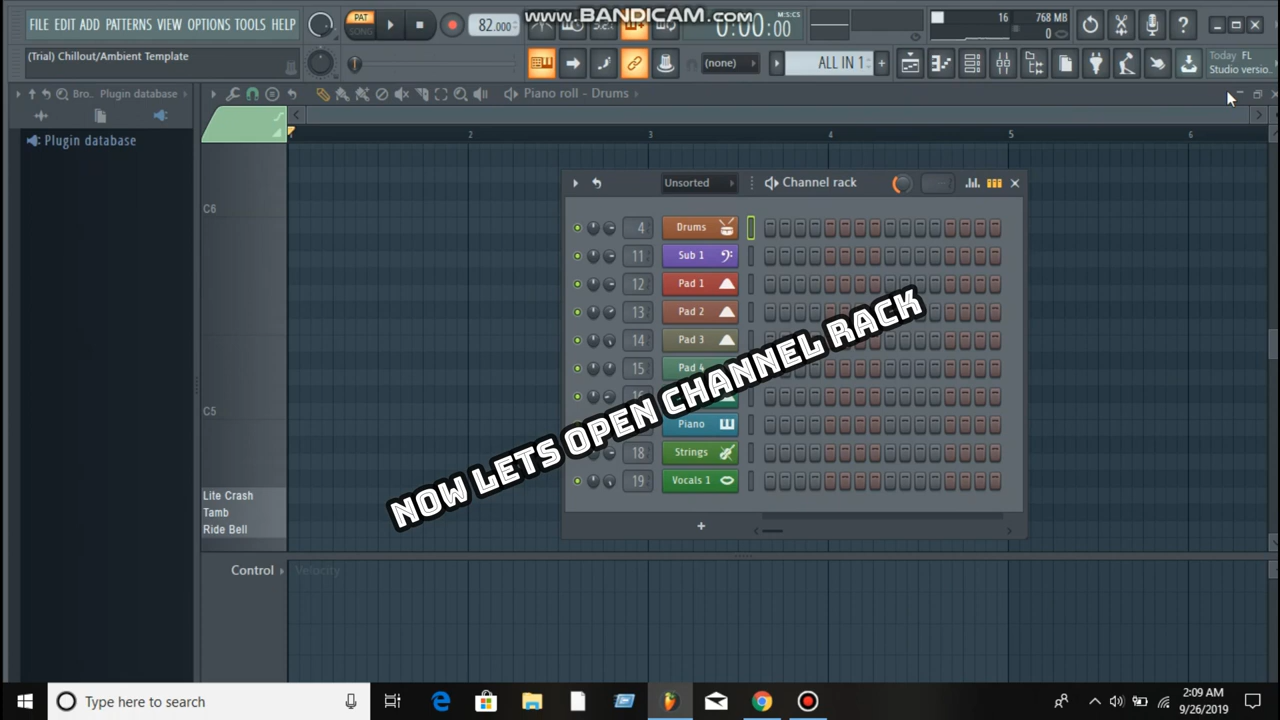 FILE EDIT ADD PATTERNS VIEW OPTIONS TOOLS HELP
PAT
SONG
82.000
www.BANDICAM.com
0:00:00
M:S:CS
16
768 MB
0
(Trial) Chillout/Ambient Template
(none)
ALL IN 1
Today FL
Studio versio..
Bro.. Plugin database
Piano roll - Drums
Plugin database
2
3
4
5
6
C6
C5
Lite Crash
Tamb
Ride Bell
Control
Velocity
Unsorted
Channel rack
4 Drums
11 Sub 1
12 Pad 1
13 Pad 2
14 Pad 3
15 Pad 4
Piano
18 Strings
19 Vocals 1
+
NOW LETS OPEN CHANNEL RACK
Type here to search
2:09 AM
9/26/2019